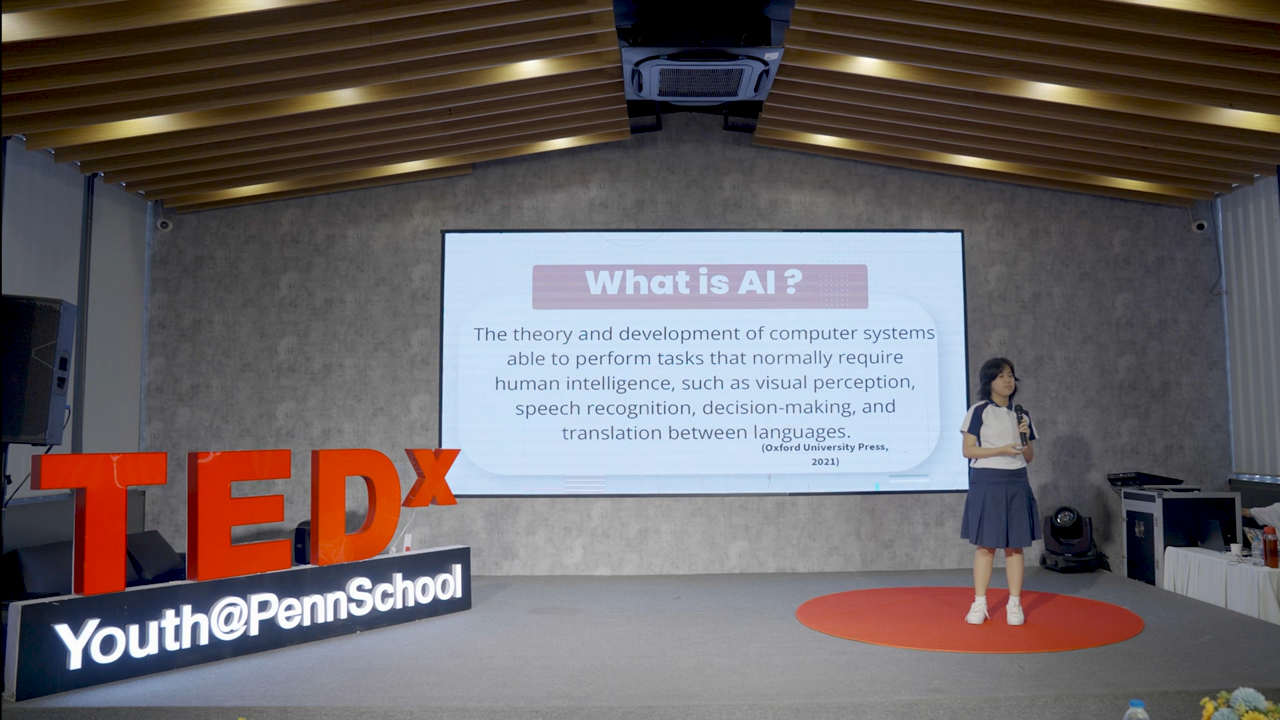 What is AI ?
The theory and development of computer systems
able to perform tasks that normally require
human intelligence, such as visual perception,
speech recognition, decision-making, and
translation between languages.
(Oxford University Press,
2021)
TEDx
Youth@PennSchool